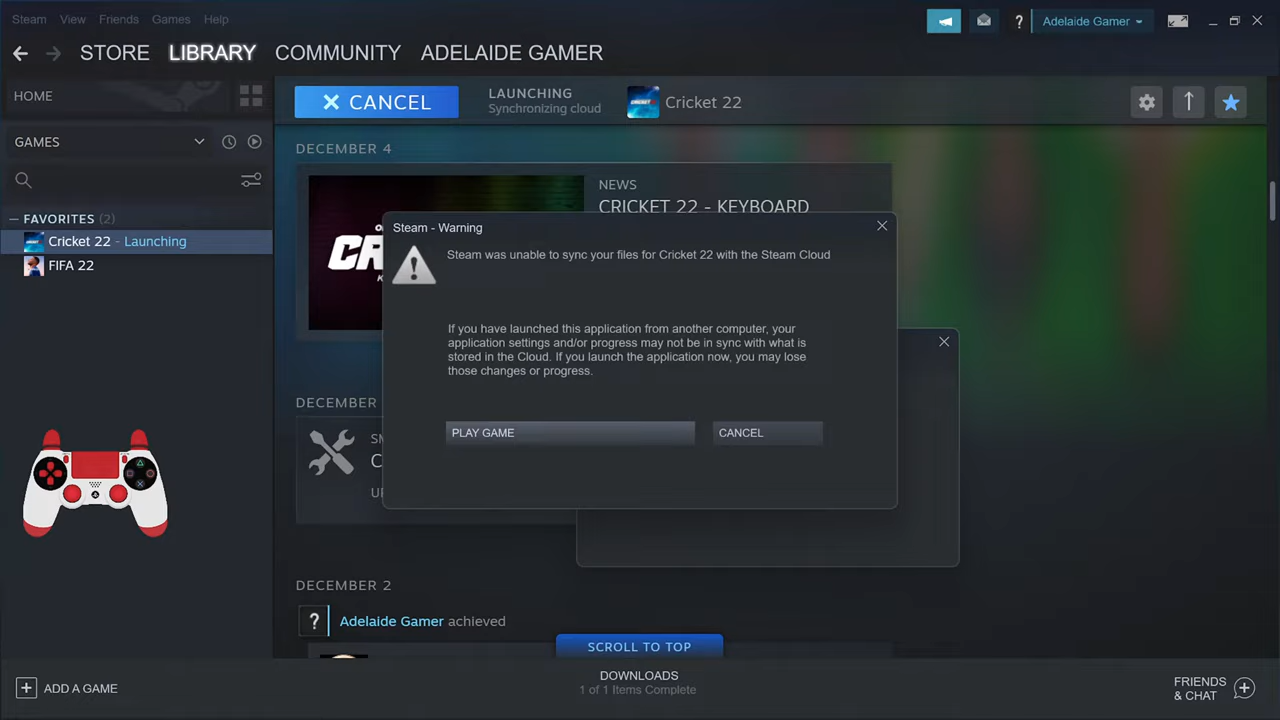 Steam View Friends Games Help
Adelaide Gamer
STORE LIBRARY COMMUNITY ADELAIDE GAMER
HOME
GAMES
FAVORITES (2)
Cricket 22 - Launching
FIFA 22
CANCEL
LAUNCHING
Synchronizing cloud
Cricket 22
DECEMBER 4
NEWS
CRICKET 22 - KEYBOARD
Steam - Warning
Steam was unable to sync your files for Cricket 22 with the Steam Cloud
If you have launched this application from another computer, your
application settings and/or progress may not be in sync with what is
stored in the Cloud. If you launch the application now, you may lose
those changes or progress.
PLAY GAME
CANCEL
DECEMBER
DECEMBER 2
Adelaide Gamer achieved
SCROLL TO TOP
ADD A GAME
DOWNLOADS
1 of 1 Items Complete
FRIENDS
& CHAT